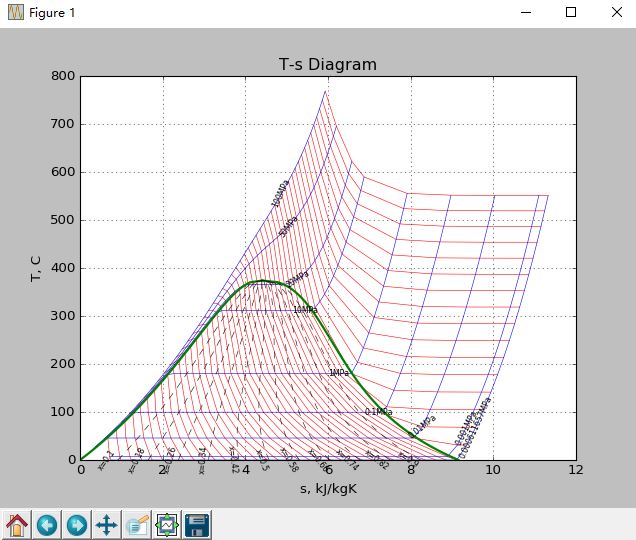 Figure 1
T-s Diagram
800
700
600
500
400
300
200
100
0
T, C
100MPa
50MPa
20MPa
10MPa
1MPa
0.1MPa
0.01MPa
0.001MPa
x=0.1
x=0.18
x=0.26
x=0.34
x=0.42
x=0.5
x=0.58
x=0.66
x=0.74
x=0.82
x=0.9
0
2
4
6
8
10
12
s, kJ/kgK